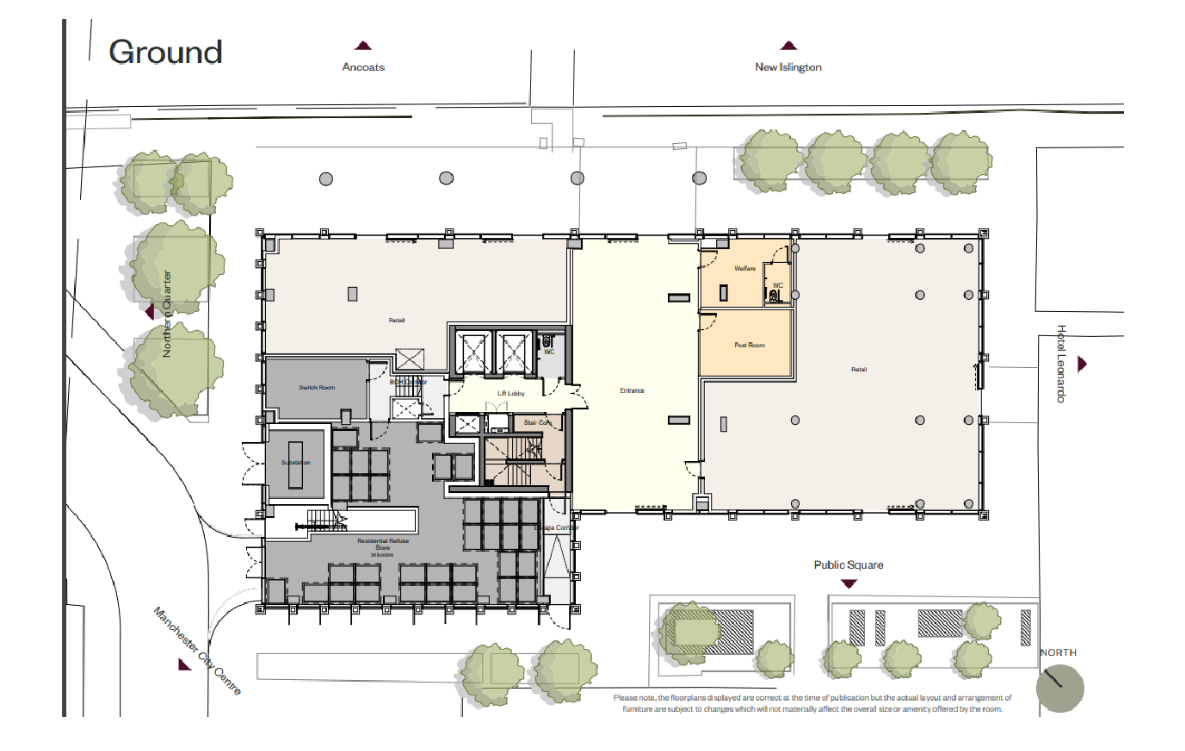 Ground
Ancoats
New Islington
Northern Quarter
Welfare
WC
Retail
Post Room
WC
Hotel Leonardo
Retail
Switch Room
BOH Corridor
Lift Lobby
Entrance
Stair Core
Substation
Escape Corridor
Residential Refuse
Store
Public Square
Manchester City Centre
NORTH
Please note, the floorplans displayed are correct at the time of publication but the actual layout and arrangement of
furniture are subject to changes which will not materially affect the overall size or amenity offered by the room.